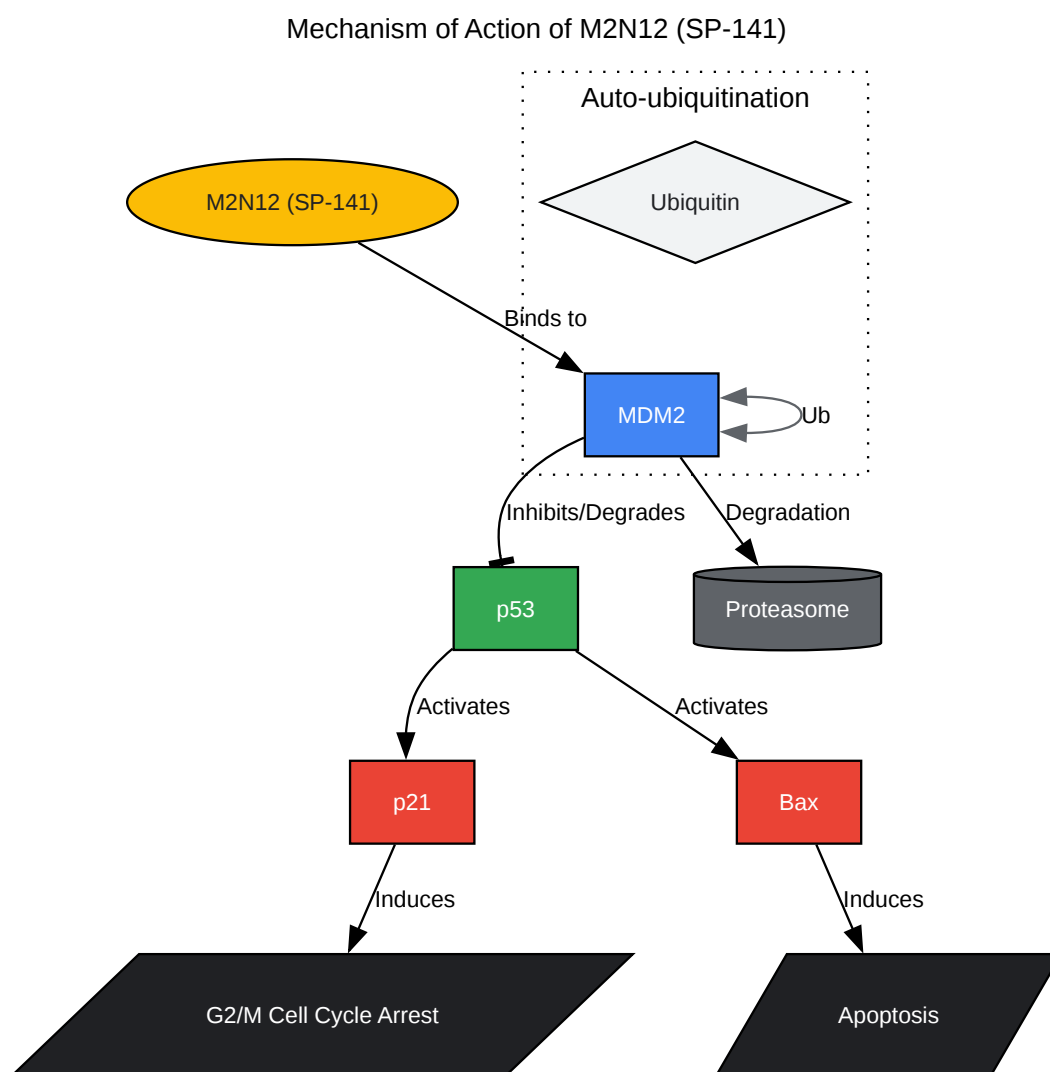 Mechanism of Action of M2N12 (SP-141)
Auto-ubiquitination
M2N12 (SP-141)
Ubiquitin
Binds to
MDM2
Ub
Inhibits/Degrades
Degradation
p53
Proteasome
Activates
Activates
p21
Bax
Induces
Induces
G2/M Cell Cycle Arrest
Apoptosis